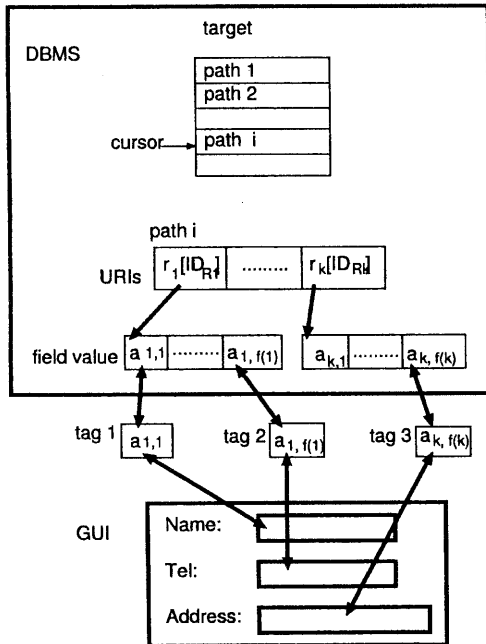 target
DBMS
path 1
path 2
cursor
path i
path i
URIs
r1[IDR1] ......... rk[IDRk]
field value
a 1,1 ......... a1, f(1)
ak,1 ......... ak, f(k)
tag 1
a1,1
tag 2
a1, f(1)
tag 3
ak, f(k)
GUI
Name:
Tel:
Address: